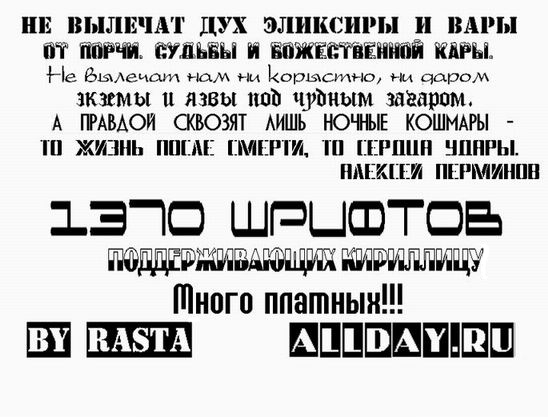 НЕ ВЫЛЕЧАТ ДУХ ЭЛИКСИРЫ И ВАРЫ
ОТ ПОРЧИ. СУДЬБЫ И БОЖЕСТВЕННОЙ КАРЫ.
Не Вылечат нам ни корыстно, ни даром
экземы и язвы под чудным загаром.
А ПРАВДОЙ СКВОЗЯТ ЛИШЬ НОЧНЫЕ КОШМАРЫ -
ТО ЖИЗНЬ ПОСЛЕ СМЕРТИ, ТО СЕРДЦА УДАРЫ.
АЛЕКСЕЙ ПЕРМИНОВ
1370 ШРИФТОВ
ПОДДЕРЖИВАЮЩИХ КИРИЛЛИЦУ
Много платных!!!
BY RASTA ALLDAY.RU